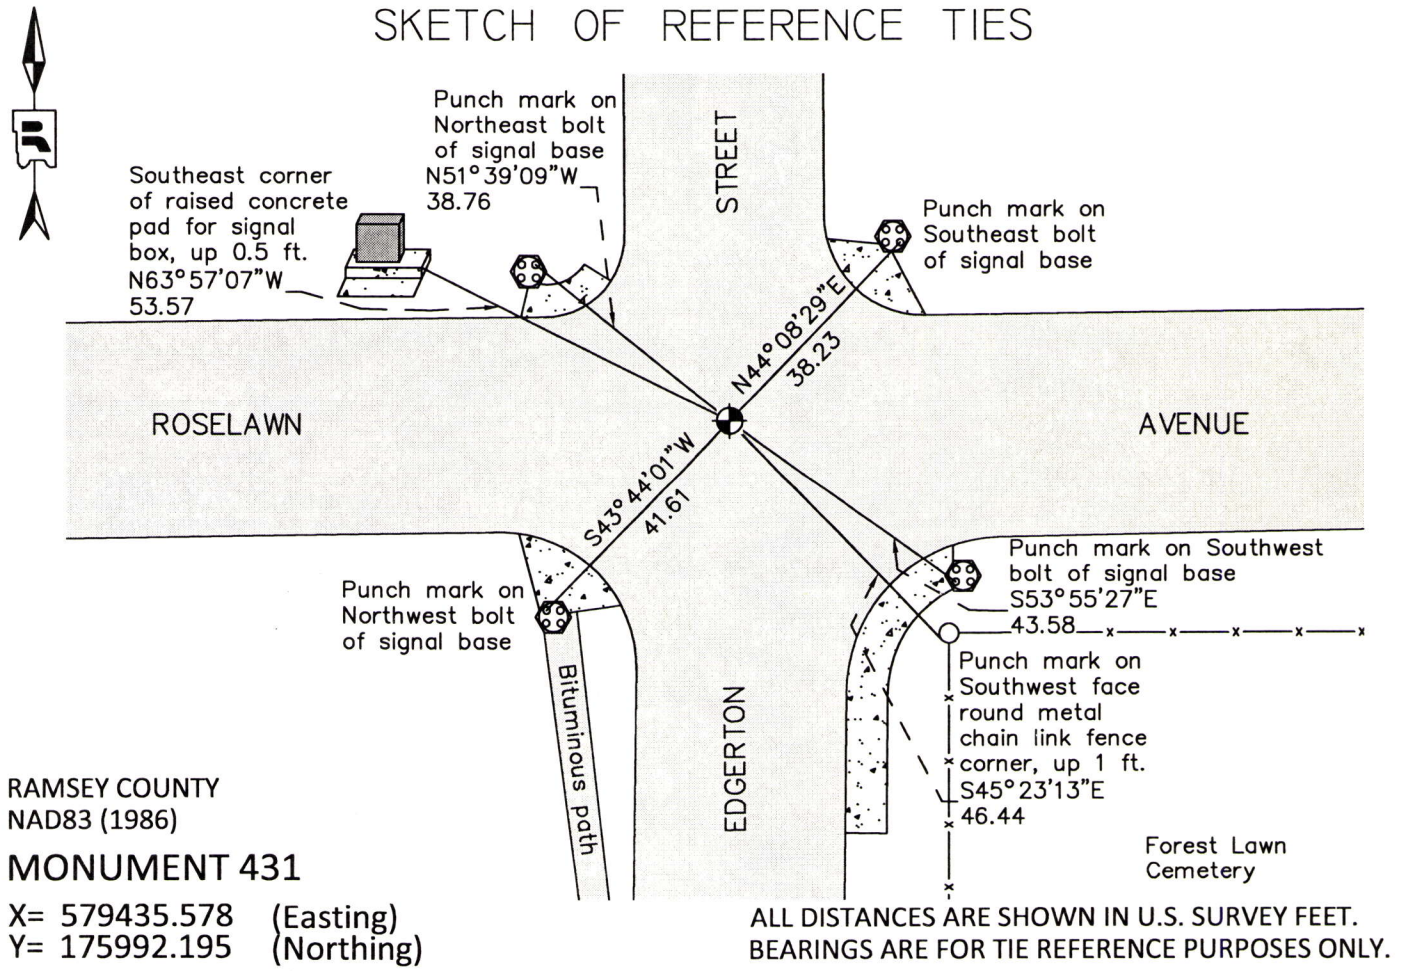 SKETCH OF REFERENCE TIES
Punch mark on
Northeast bolt
of signal base
N51°39'09"W
38.76
Southeast corner
of raised concrete
pad for signal
box, up 0.5 ft.
N63°57'07"W
53.57
STREET
Punch mark on
Southeast bolt
of signal base
N44°08'29"E
38.23
ROSELAWN
AVENUE
S43°44'01"W
41.61
Punch mark on
Northwest bolt
of signal base
Punch mark on Southwest
bolt of signal base
S53°55'27"E
43.58
Punch mark on
Southwest face
round metal
chain link fence
corner, up 1 ft.
S45°23'13"E
46.44
Bituminous path
EDGERTON
Forest Lawn
Cemetery
RAMSEY COUNTY
NAD83 (1986)
MONUMENT 431
X= 579435.578 (Easting)
Y= 175992.195 (Northing)
ALL DISTANCES ARE SHOWN IN U.S. SURVEY FEET.
BEARINGS ARE FOR TIE REFERENCE PURPOSES ONLY.